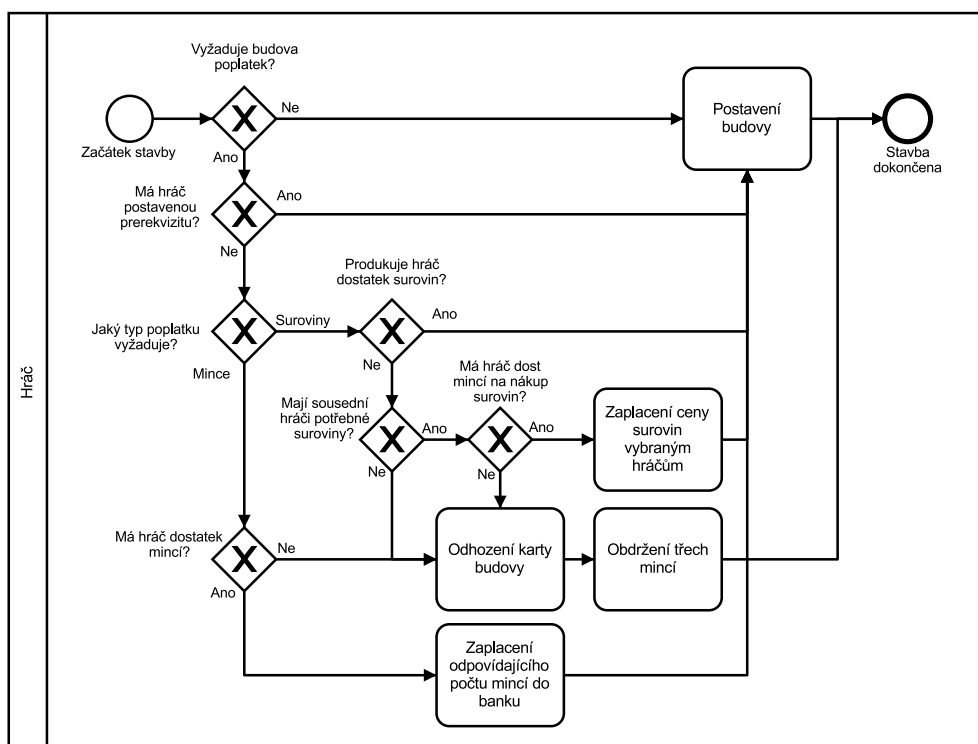 Hráč
Vyžaduje budova
poplatek?
Ne
Postavení
budovy
Začátek stavby
Ano
Stavba
dokončena
Má hráč
postavenou
prerekvizitu?
Ano
Ne
Produkuje hráč
dostatek surovin?
Jaký typ poplatku
vyžaduje?
Suroviny
Ano
Mince
Ne
Má hráč dost
mincí na nákup
surovin?
Mají sousední
hráči potřebné
suroviny?
Ano
Ano
Zaplacení ceny
surovin
vybraným
hráčům
Ne
Ne
Má hráč dostatek
mincí?
Ne
Odhození karty
budovy
Obdržení třech
mincí
Ano
Zaplacení
odpovídajícího
počtu mincí do
banku